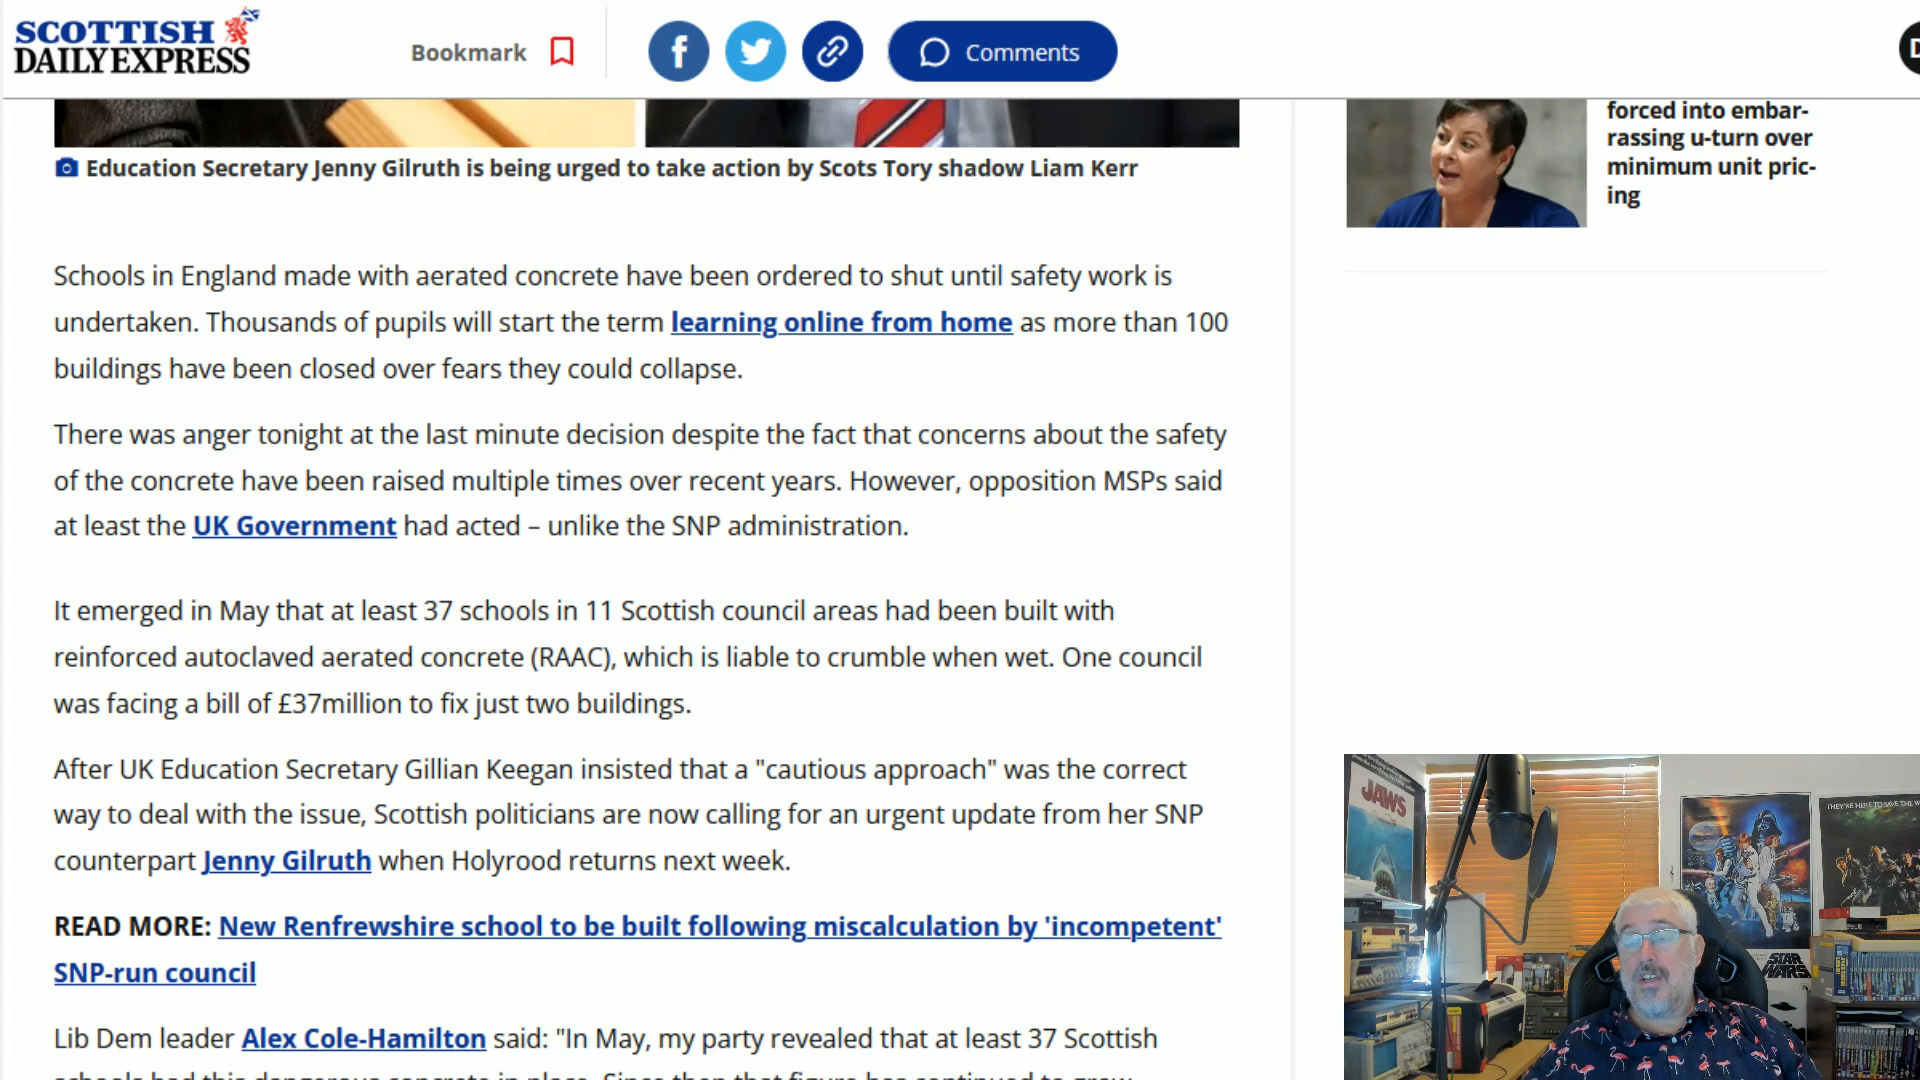 SCOTTISH
DAILY EXPRESS
Bookmark
Comments
Education Secretary Jenny Gilruth is being urged to take action by Scots Tory shadow Liam Kerr
Schools in England made with aerated concrete have been ordered to shut until safety work is
undertaken. Thousands of pupils will start the term learning online from home as more than 100
buildings have been closed over fears they could collapse.
There was anger tonight at the last minute decision despite the fact that concerns about the safety
of the concrete have been raised multiple times over recent years. However, opposition MSPs said
at least the UK Government had acted – unlike the SNP administration.
It emerged in May that at least 37 schools in 11 Scottish council areas had been built with
reinforced autoclaved aerated concrete (RAAC), which is liable to crumble when wet. One council
was facing a bill of £37million to fix just two buildings.
After UK Education Secretary Gillian Keegan insisted that a "cautious approach" was the correct
way to deal with the issue, Scottish politicians are now calling for an urgent update from her SNP
counterpart Jenny Gilruth when Holyrood returns next week.
READ MORE: New Renfrewshire school to be built following miscalculation by 'incompetent'
SNP-run council
Lib Dem leader Alex Cole-Hamilton said: "In May, my party revealed that at least 37 Scottish
forced into embar-
rassing u-turn over
minimum unit pric-
ing
JAWS
THEY'RE HERE TO SAVE THE W
STAR
WARS